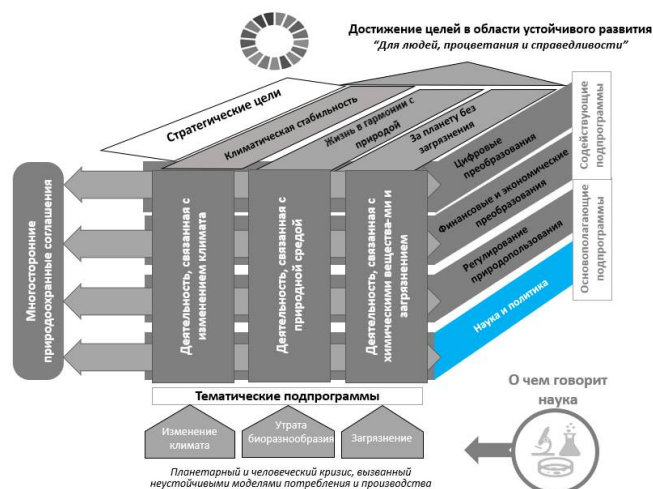 Достижение целей в области устойчивого развития
“Для людей, процветания и справедливости”
Стратегические цели
Климатическая стабильность
Жизнь в гармонии с
природой
За планету без
загрязнения
Цифровые
преобразования
Финансовые и экономические
преобразования
Регулирование
природопользования
Наука и политика
Содействующие
подпрограммы
Основополагающие
подпрограммы
Многосторонние
природоохранные соглашения
Деятельность, связанная с
изменением климата
Деятельность, связанная с
природной средой
Деятельность, связанная с
химическими вещества-ми и
загрязнением
Тематические подпрограммы
Изменение
климата
Утрата
биоразнообразия
Загрязнение
О чем говорит
наука
Планетарный и человеческий кризис, вызванный
неустойчивыми моделями потребления и производства